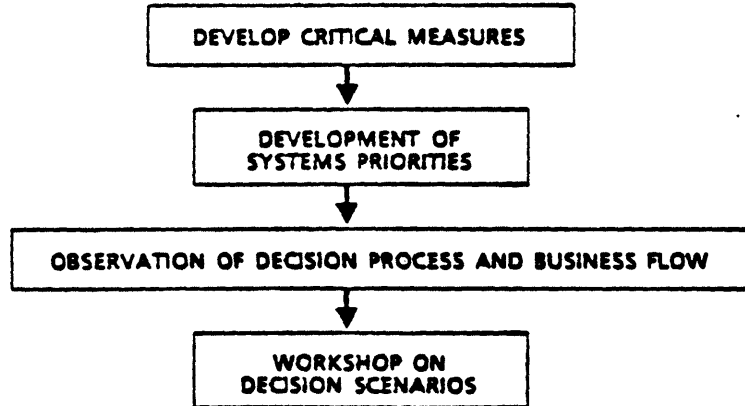 DEVELOP CRITICAL MEASURES
DEVELOPMENT OF
SYSTEMS PRIORITIES
OBSERVATION OF DECISION PROCESS AND BUSINESS FLOW
WORKSHOP ON
DECISION SCENARIOS